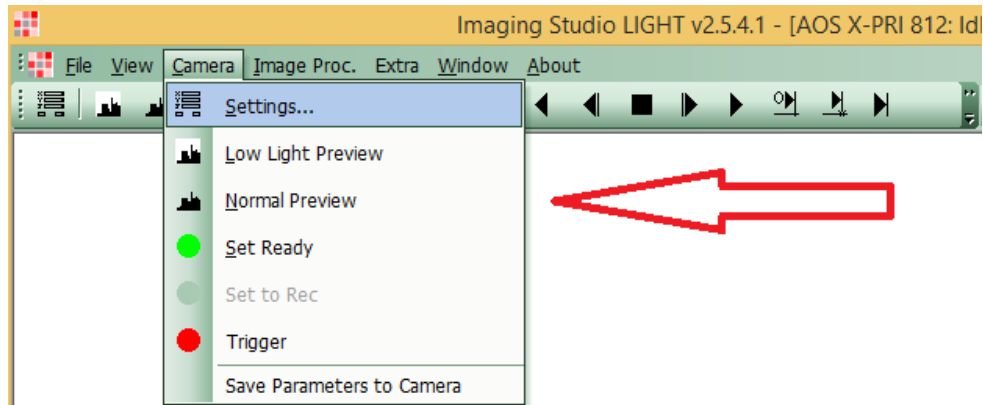 Imaging Studio LIGHT v2.5.4.1 - [AOS X-PRI 812: Idl
File View Camera Image Proc. Extra Window About
Settings...
Low Light Preview
Normal Preview
Set Ready
Set to Rec
Trigger
Save Parameters to Camera